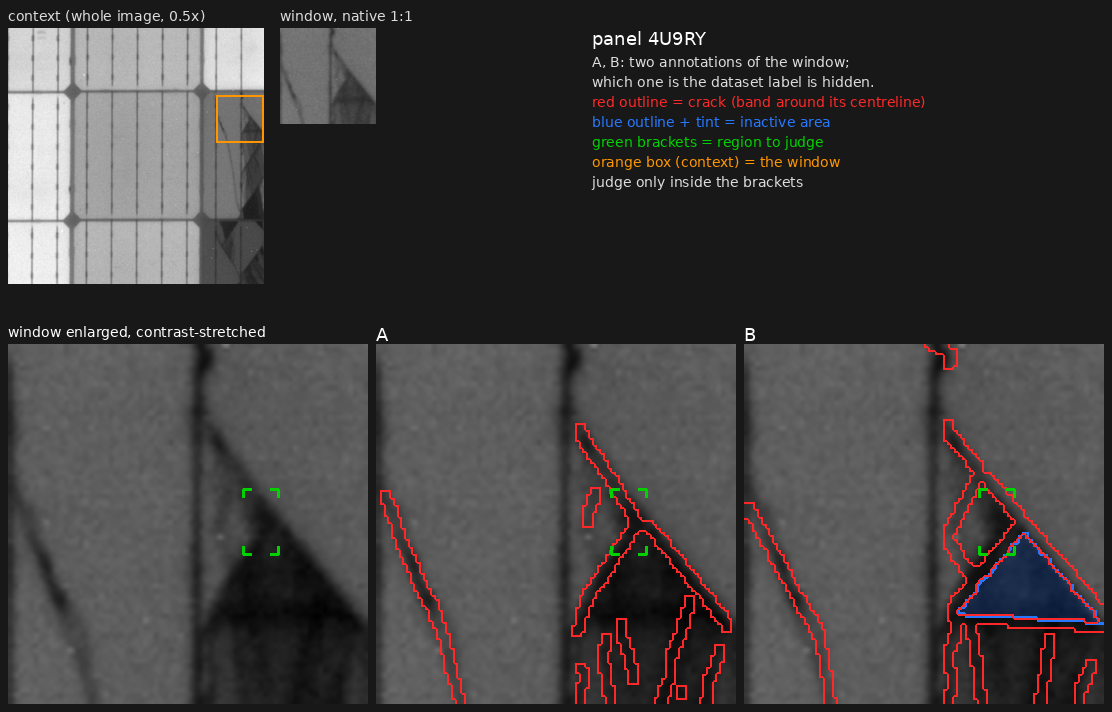 context (whole image, 0.5x)
window, native 1:1
panel 4U9RY
A, B: two annotations of the window;
which one is the dataset label is hidden.
red outline = crack (band around its centreline)
blue outline + tint = inactive area
green brackets = region to judge
orange box (context) = the window
judge only inside the brackets
window enlarged, contrast-stretched
A
B